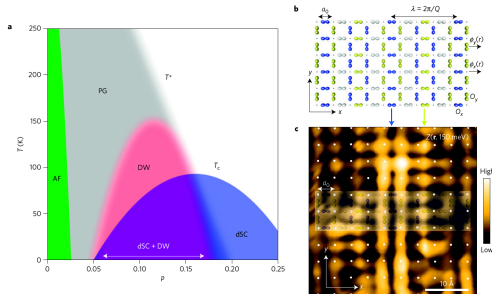 a
250
200
150
100
50
0
T (K)
PG
T*
AF
DW
Tc
dSC + DW
dSC
0
0.05
0.10
0.15
0.20
0.25
p
b
a0
λ = 2π/Q
ϕx(r)
ϕy(r)
Oy
Ox
y
x
c
Z(r, 150 meV)
a0
y
x
10 Å
High
Low